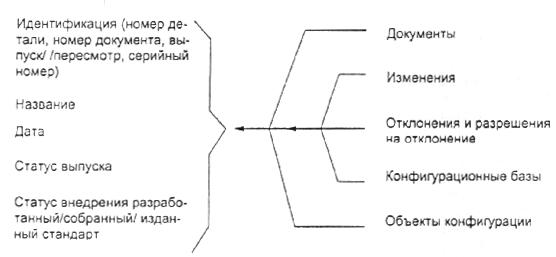 Идентификация (номер де-
тали, номер документа, вы-
пуск/ /пересмотр, серийный
номер)
Название
Дата
Статус выпуска
Статус внедрения разрабо-
танный/собранный/ издан-
ный стандарт
Документы
Изменения
Отклонения и разрешения
на отклонение
Конфигурационные базы
Объекты конфигурации